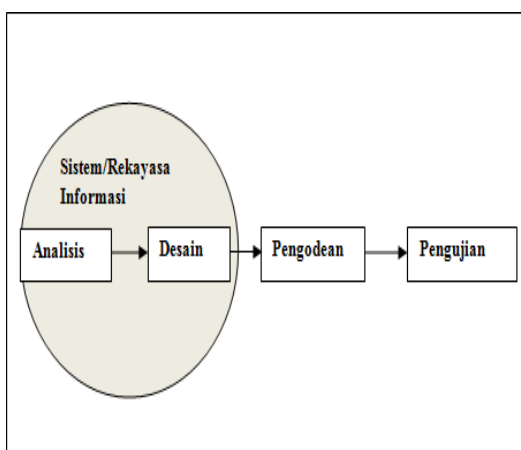 Sistem/Rekayasa
Informasi
Analisis
Desain
Pengodean
Pengujian